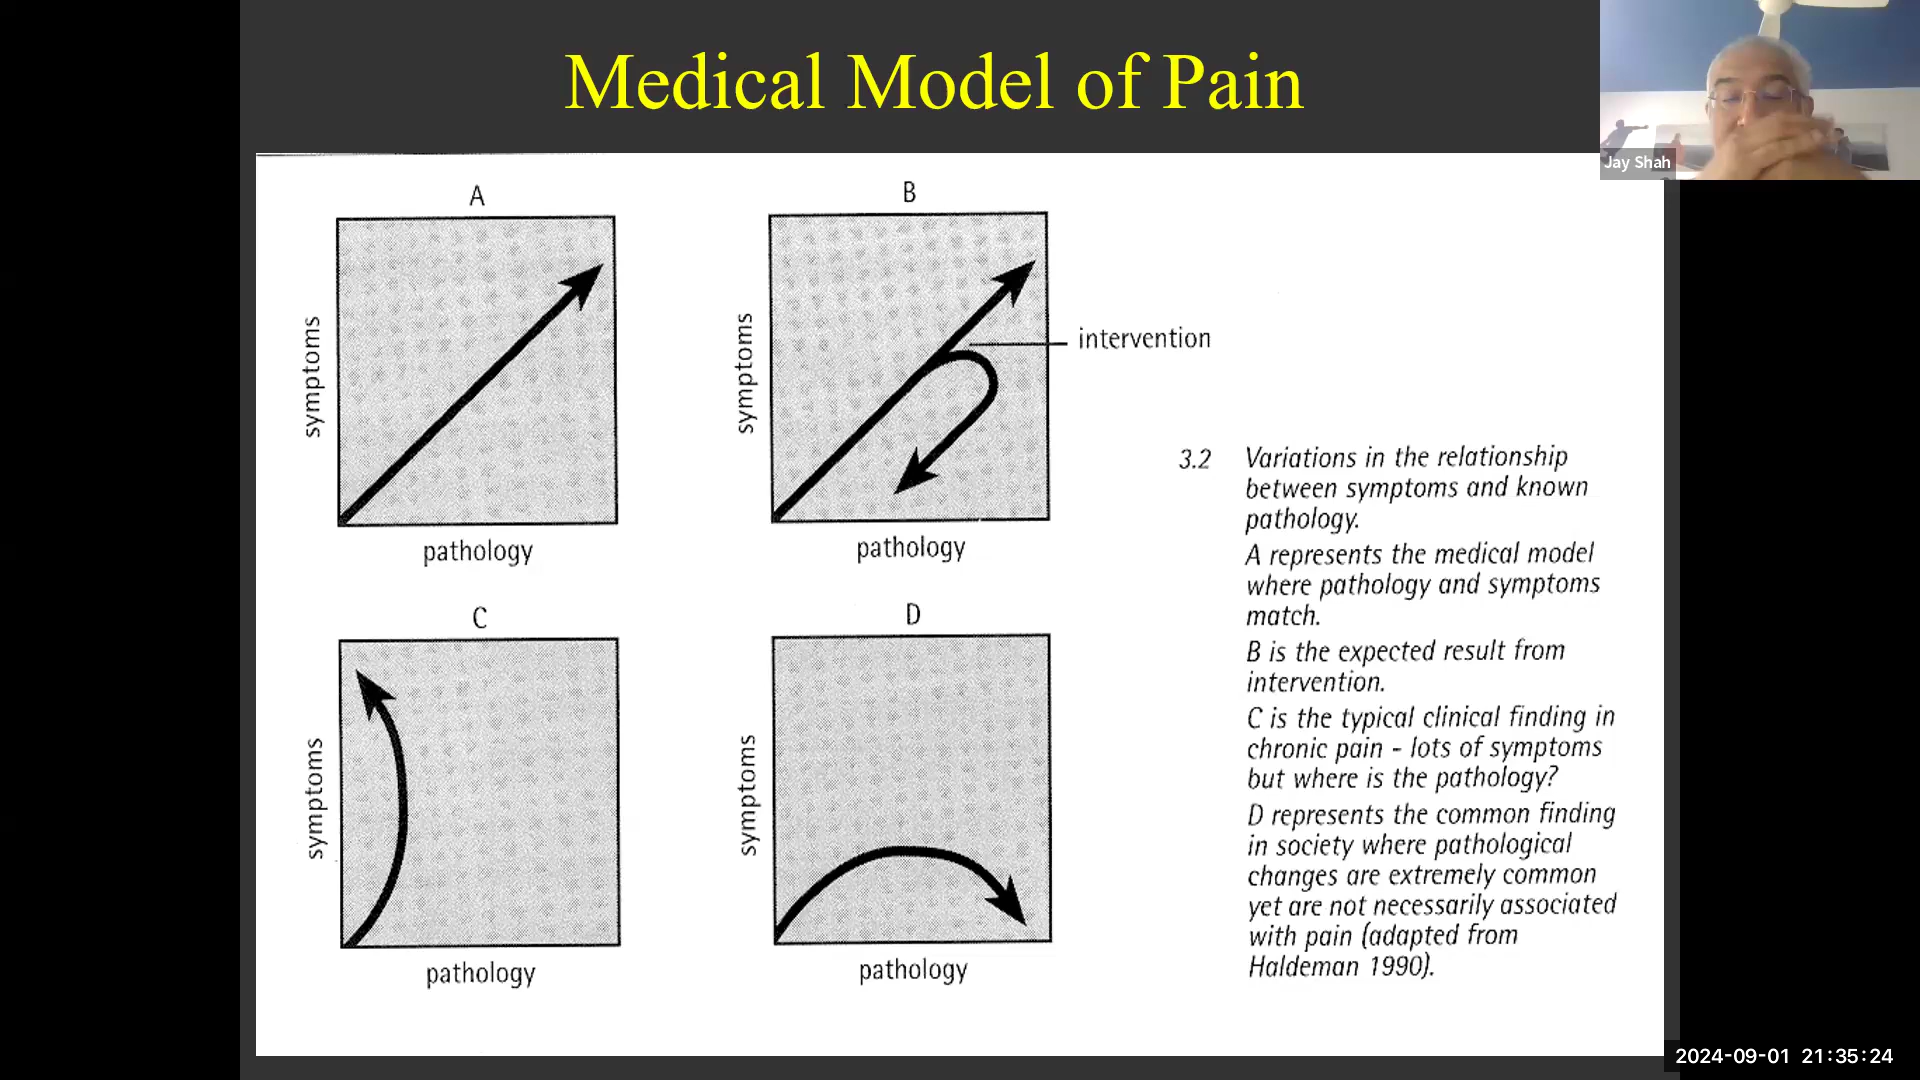 Medical Model of Pain
Jay Shah
A
symptoms
pathology
B
symptoms
intervention
pathology
C
symptoms
pathology
D
symptoms
pathology
3.2 Variations in the relationship
between symptoms and known
pathology.
A represents the medical model
where pathology and symptoms
match.
B is the expected result from
intervention.
C is the typical clinical finding in
chronic pain - lots of symptoms
but where is the pathology?
D represents the common finding
in society where pathological
changes are extremely common
yet are not necessarily associated
with pain (adapted from
Haldeman 1990).
2024-09-01 21:35:24